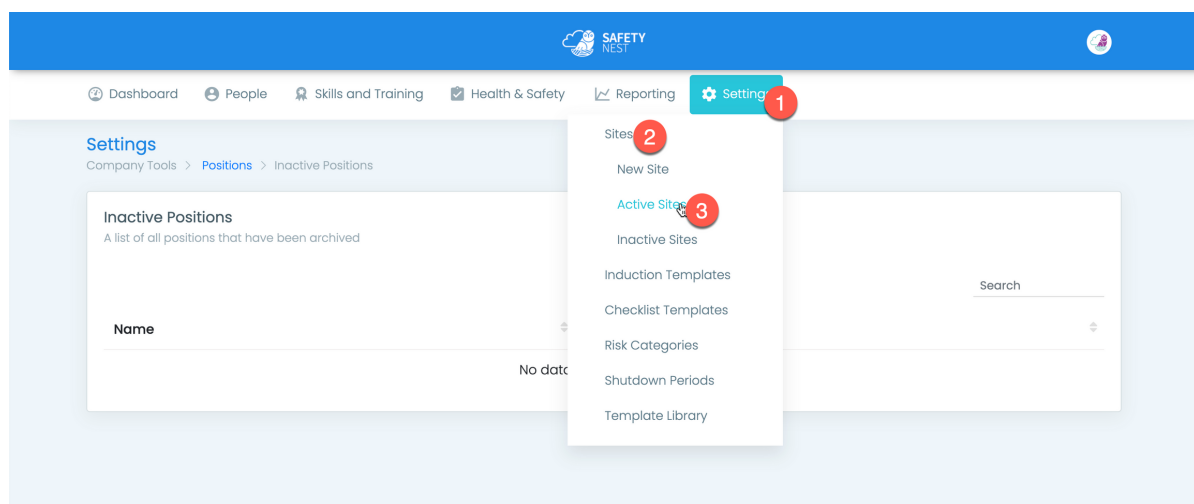 SAFETY
NEST
Dashboard People Skills and Training Health & Safety Reporting Settings
1
Settings
Company Tools > Positions > Inactive Positions
Sites
2
New Site
Active Sites
3
Inactive Sites
Induction Templates
Checklist Templates
Risk Categories
Shutdown Periods
Template Library
Inactive Positions
A list of all positions that have been archived
Search
Name
No data